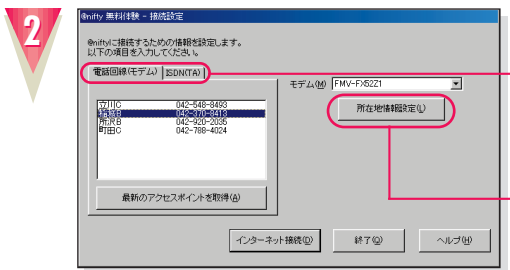 2
@nifty 無料体験 - 接続設定
@niftyに接続するための情報を設定します。
以下の項目を入力してください。
電話回線(モデム)
ISDN(TA)
モデム(M)
FMV-FX52Z1
所在地情報設定(L)
立川C 042-548-8493
稲城B 042-370-8413
所沢B 042-920-2035
町田C 042-788-4024
最新のアクセスポイントを取得(A)
インターネット接続(D)
終了(Q)
ヘルプ(H)